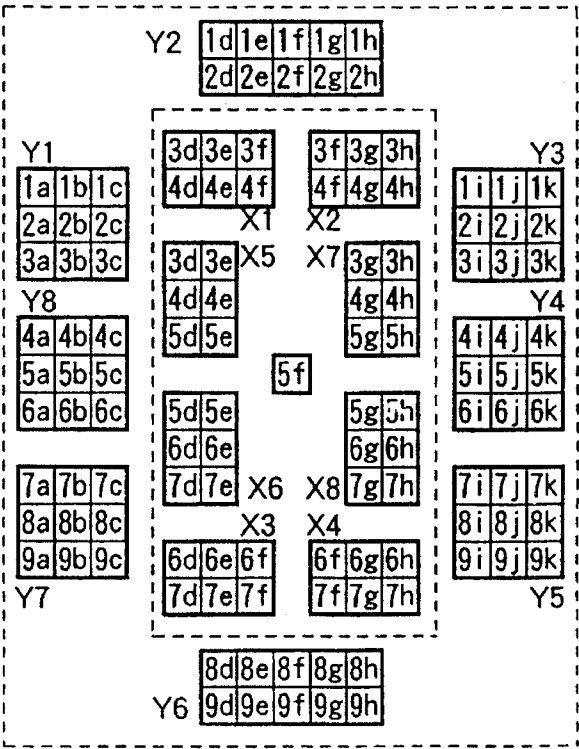 Y2
1d 1e 1f 1g 1h
2d 2e 2f 2g 2h
Y1
1a 1b 1c
2a 2b 2c
3a 3b 3c
3d 3e 3f
4d 4e 4f
X1
3f 3g 3h
4f 4g 4h
X2
Y3
1i 1j 1k
2i 2j 2k
3i 3j 3k
X5
3d 3e
4d 4e
5d 5e
X7
3g 3h
4g 4h
5g 5h
Y8
4a 4b 4c
5a 5b 5c
6a 6b 6c
5f
Y4
4i 4j 4k
5i 5j 5k
6i 6j 6k
5d 5e
6d 6e
7d 7e
X6
5g 5h
6g 6h
7g 7h
X8
7a 7b 7c
8a 8b 8c
9a 9b 9c
Y7
X3
6d 6e 6f
7d 7e 7f
X4
6f 6g 6h
7f 7g 7h
7i 7j 7k
8i 8j 8k
9i 9j 9k
Y5
Y6
8d 8e 8f 8g 8h
9d 9e 9f 9g 9h